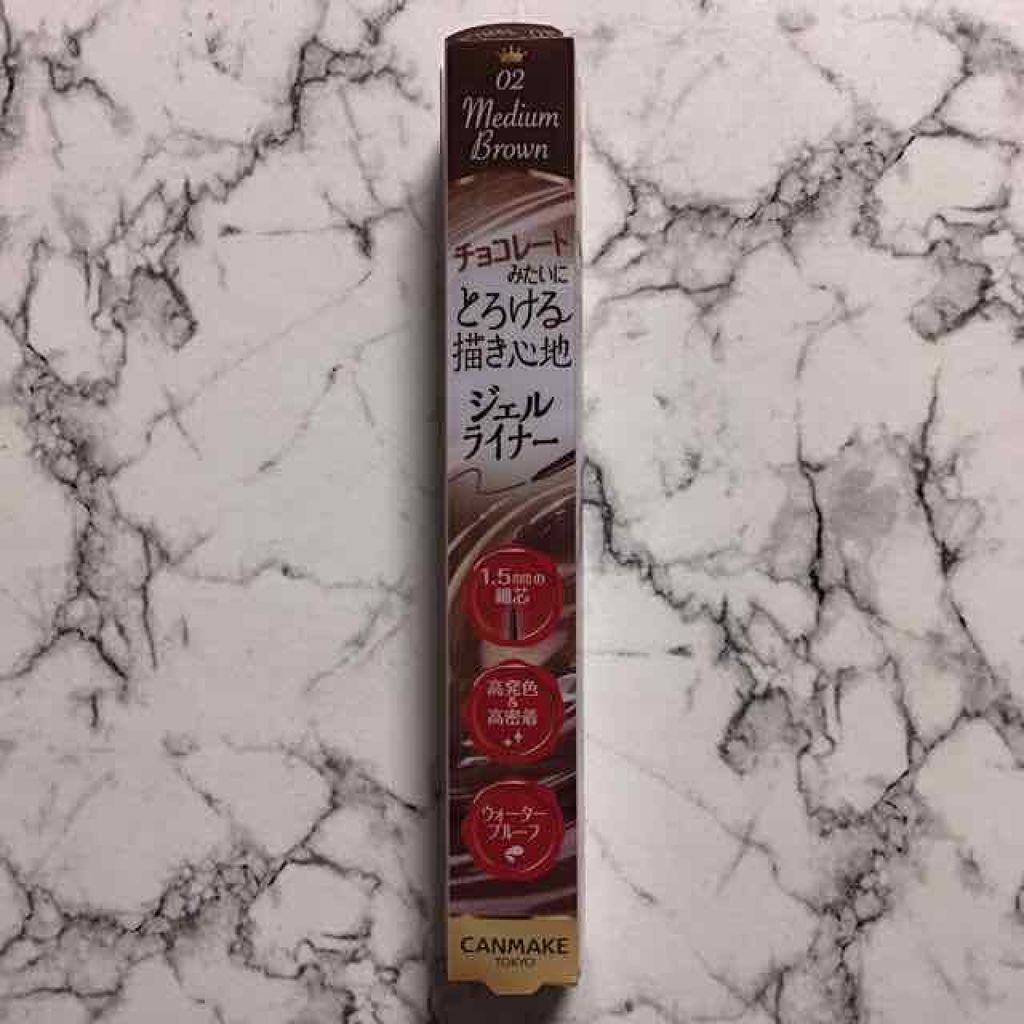 02
Medium
Brown
チョコレート
みたいに
とろける
描き心地
ジェル
ライナー
1.5mmの
細芯
高発色
&
高密着
ウォーター
プルーフ
CANMAKE
TOKYO